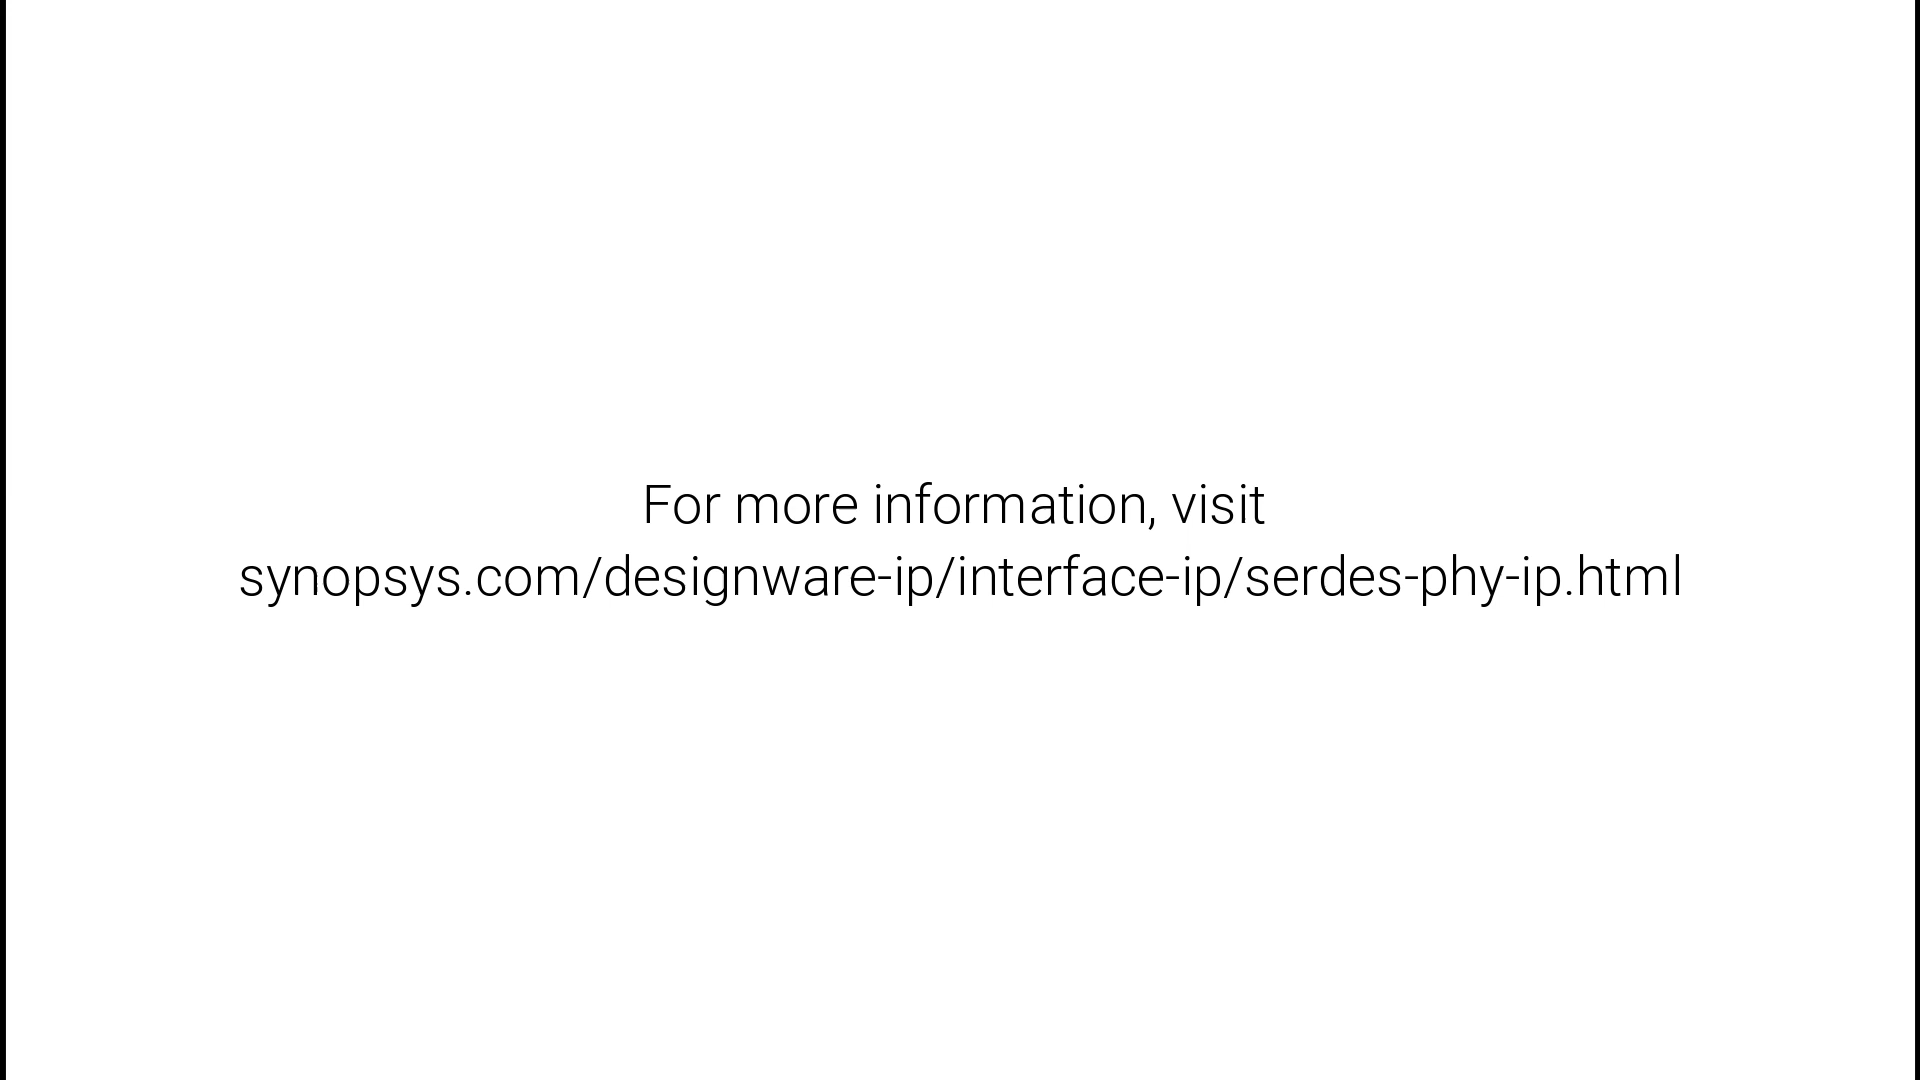 For more information, visit
synopsys.com/designware-ip/interface-ip/serdes-phy-ip.html